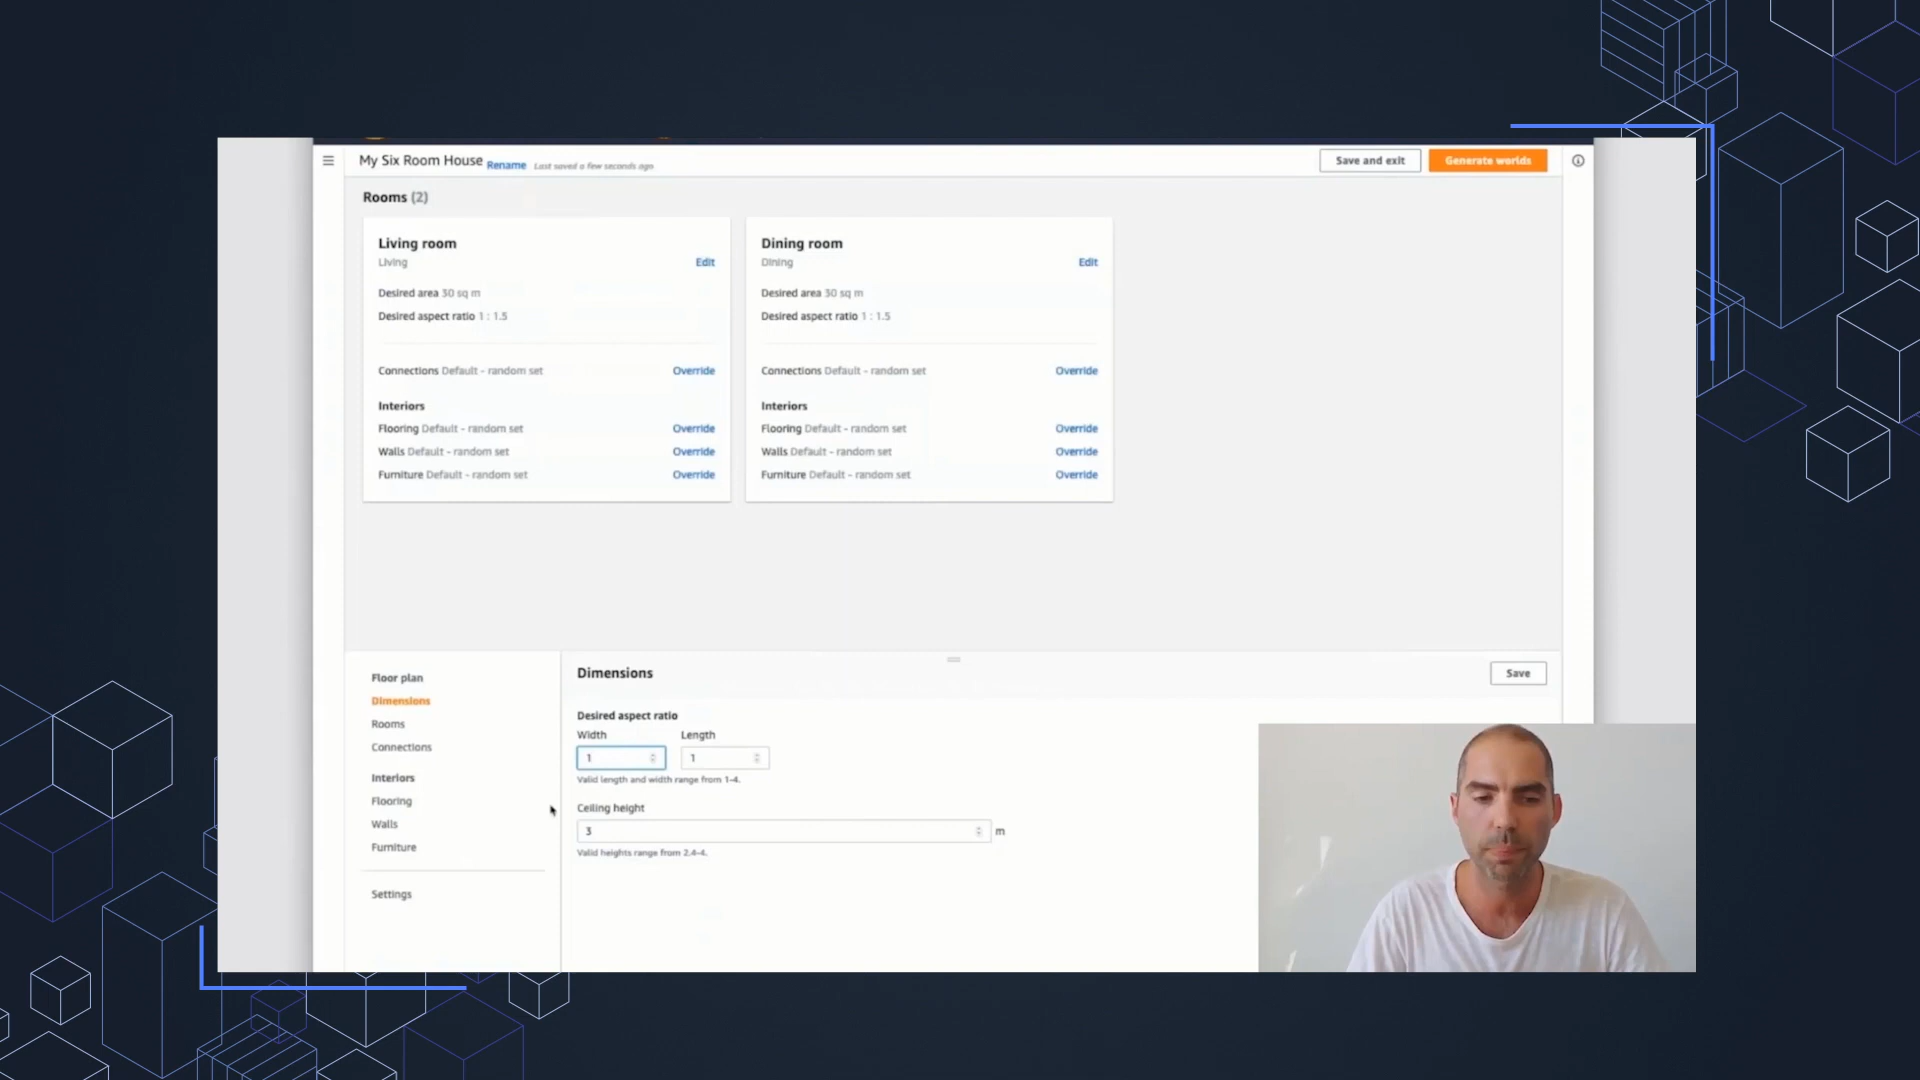 My Six Room House Rename Last saved a few seconds ago Save and exit Generate worlds
Rooms (2)
Living room
Living Edit
Desired area 30 sq m
Desired aspect ratio 1 : 1.5
Connections Default - random set Override
Interiors
Flooring Default - random set Override
Walls Default - random set Override
Furniture Default - random set Override
Dining room
Dining Edit
Desired area 30 sq m
Desired aspect ratio 1 : 1.5
Connections Default - random set Override
Interiors
Flooring Default - random set Override
Walls Default - random set Override
Furniture Default - random set Override
Floor plan
Dimensions
Rooms
Connections
Interiors
Flooring
Walls
Furniture
Settings
Dimensions Save
Desired aspect ratio
Width Length
1 1
Valid length and width range from 1-4.
Ceiling height
3 m
Valid heights range from 2.4-4.